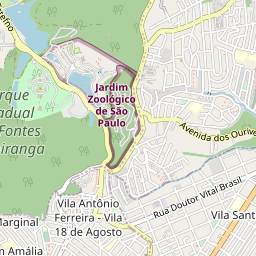 Jardim
Zoológico
de São
Paulo
Avenida dos Ourive
Fontes
Vila Antônio
Ferreira - Vila
18 de Agosto
Rua Doutor Vital Brasil
Vila Sant
Marginal
m Amália
arque
adual
iranga